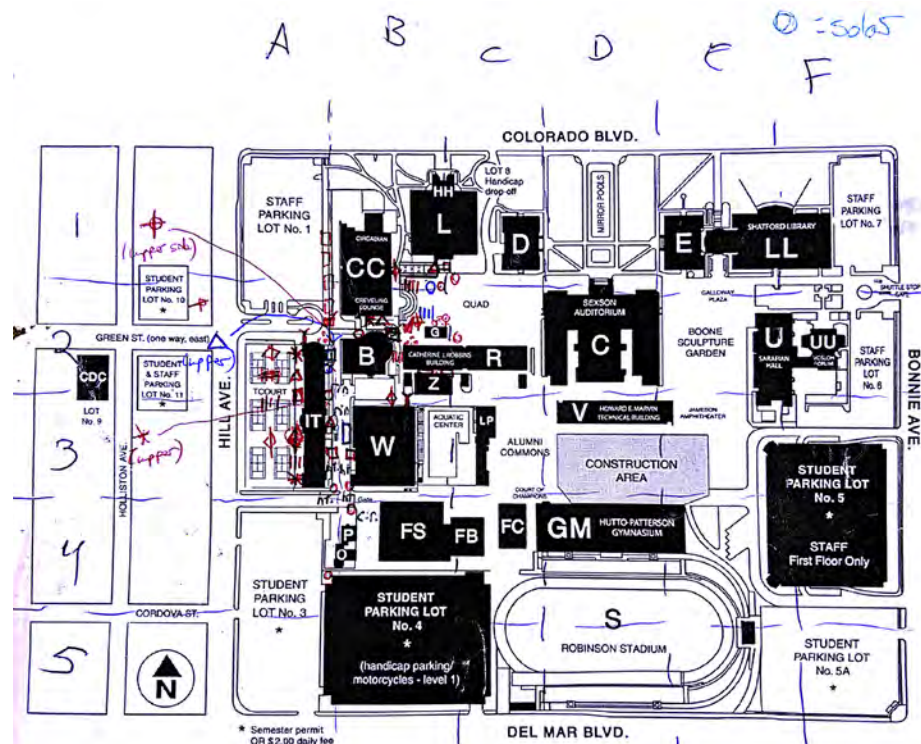 A B C D E F
= solos
COLORADO BLVD.
LOT 8
Handicap
drop-off
HH
L
STAFF
PARKING
LOT No. 1
CIRCADIAN
CC
CREVELING
LOUNGE
D
MIRROR POOLS
E
SHATFORD LIBRARY
LL
STAFF
PARKING
LOT No. 7
1
(upper solo)
STUDENT
PARKING
LOT No. 10
*
QUAD
SEXSON
AUDITORIUM
C
GALLOWAY
PLAZA
SHUTTLE STOP
2
GREEN ST. (one way, east)
(upper)
G
B
CATHERINE J. ROBBINS
BUILDING
R
Z
BOONE
SCULPTURE
GARDEN
U
SARAFIAN
HALL
UU
STAFF
PARKING
LOT No. 6
CDC
LOT
No. 9
STUDENT
& STAFF
PARKING
LOT No. 11
*
HILL AVE.
T COURT
IT
BONNIE AVE.
3
HOLLISTON AVE.
(upper)
W
AQUATIC
CENTER
LP
V
HOWARD E. MARVIN
TECHNICAL BUILDING
JAMESON
AMPHITHEATER
ALUMNI
COMMONS
CONSTRUCTION
AREA
STUDENT
PARKING LOT
No. 5
*
STAFF
First Floor Only
COURT OF
CHAMPIONS
Gate
4
P
O
FS
FB
FC
GM
HUTTO-PATTERSON
GYMNASIUM
STUDENT
PARKING
LOT No. 3
*
STUDENT
PARKING LOT
No. 4
*
(handicap parking/
motorcycles - level 1)
S
ROBINSON STADIUM
CORDOVA ST.
5
N
STUDENT
PARKING LOT
No. 5A
*
* Semester permit
OR $2.00 daily fee
DEL MAR BLVD.